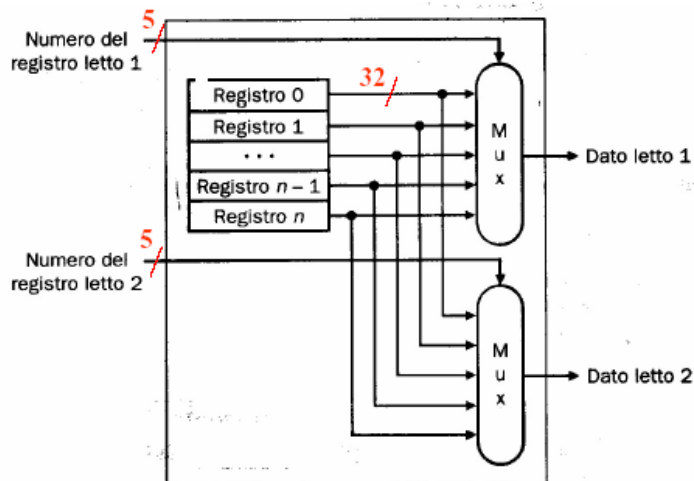 5
Numero del
registro letto 1
32
Registro 0
Registro 1
...
Registro n – 1
Registro n
M
u
x
Dato letto 1
5
Numero del
registro letto 2
M
u
x
Dato letto 2